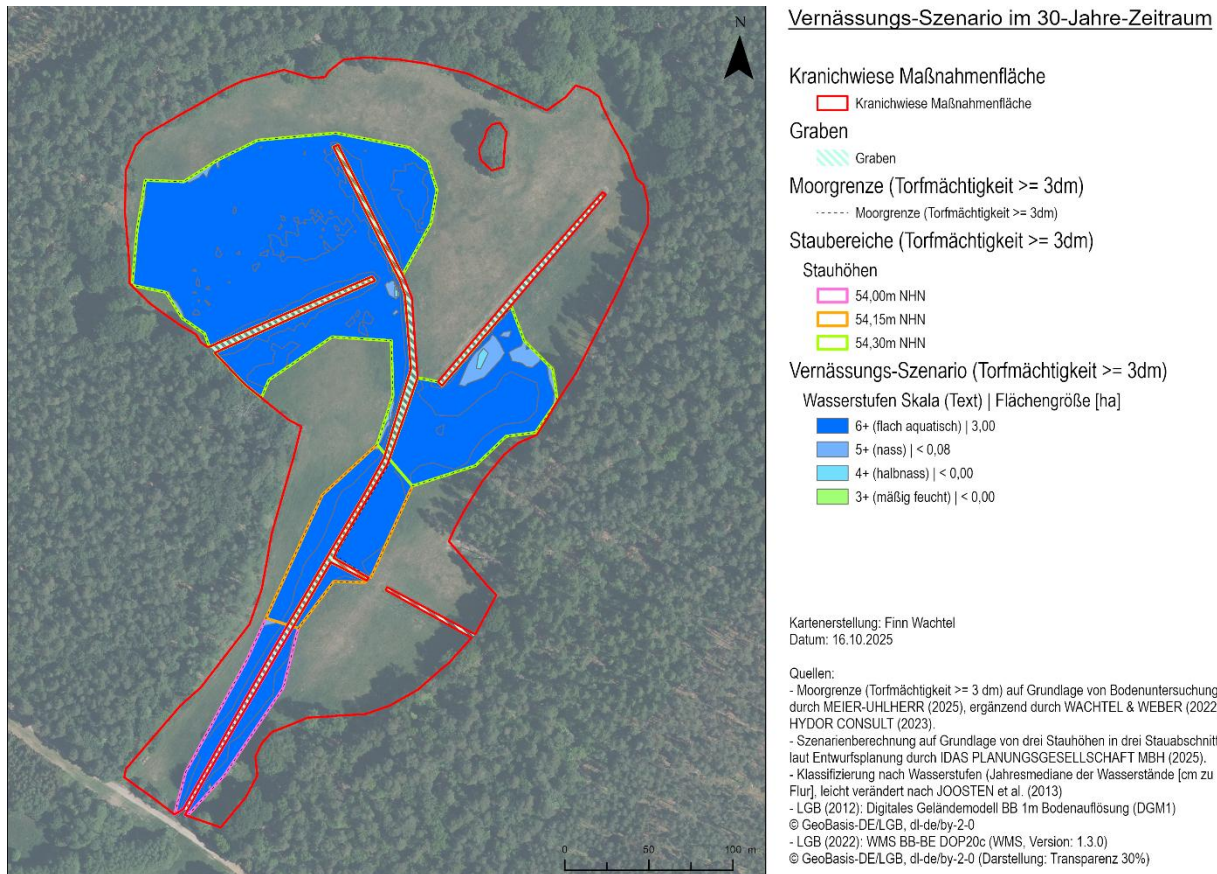 Vernässungs-Szenario im 30-Jahre-Zeitraum
N
Kranichwiese Maßnahmenfläche
Kranichwiese Maßnahmenfläche
Graben
Graben
Moorgrenze (Torfmächtigkeit >= 3dm)
Moorgrenze (Torfmächtigkeit >= 3dm)
Staubereiche (Torfmächtigkeit >= 3dm)
Stauhöhen
54,00m NHN
54,15m NHN
54,30m NHN
Vernässungs-Szenario (Torfmächtigkeit >= 3dm)
Wasserstufen Skala (Text) | Flächengröße [ha]
6+ (flach aquatisch) | 3,00
5+ (nass) | < 0,08
4+ (halbnass) | < 0,00
3+ (mäßig feucht) | < 0,00
Kartenerstellung: Finn Wachtel
Datum: 16.10.2025
Quellen:
- Moorgrenze (Torfmächtigkeit >= 3 dm) auf Grundlage von Bodenuntersuchung
durch MEIER-UHLHERR (2025), ergänzend durch WACHTEL & WEBER (2022
HYDOR CONSULT (2023).
- Szenarienberechnung auf Grundlage von drei Stauhöhen in drei Stauabschnitt
laut Entwurfsplanung durch IDAS PLANUNGSGESELLSCHAFT MBH (2025).
- Klassifizierung nach Wasserstufen (Jahresmediane der Wasserstände [cm zu
Flur], leicht verändert nach JOOSTEN et al. (2013)
- LGB (2012): Digitales Geländemodell BB 1m Bodenauflösung (DGM1)
© GeoBasis-DE/LGB, dl-de/by-2-0
- LGB (2022): WMS BB-BE DOP20c (WMS, Version: 1.3.0)
© GeoBasis-DE/LGB, dl-de/by-2-0 (Darstellung: Transparenz 30%)
0 50 100 m